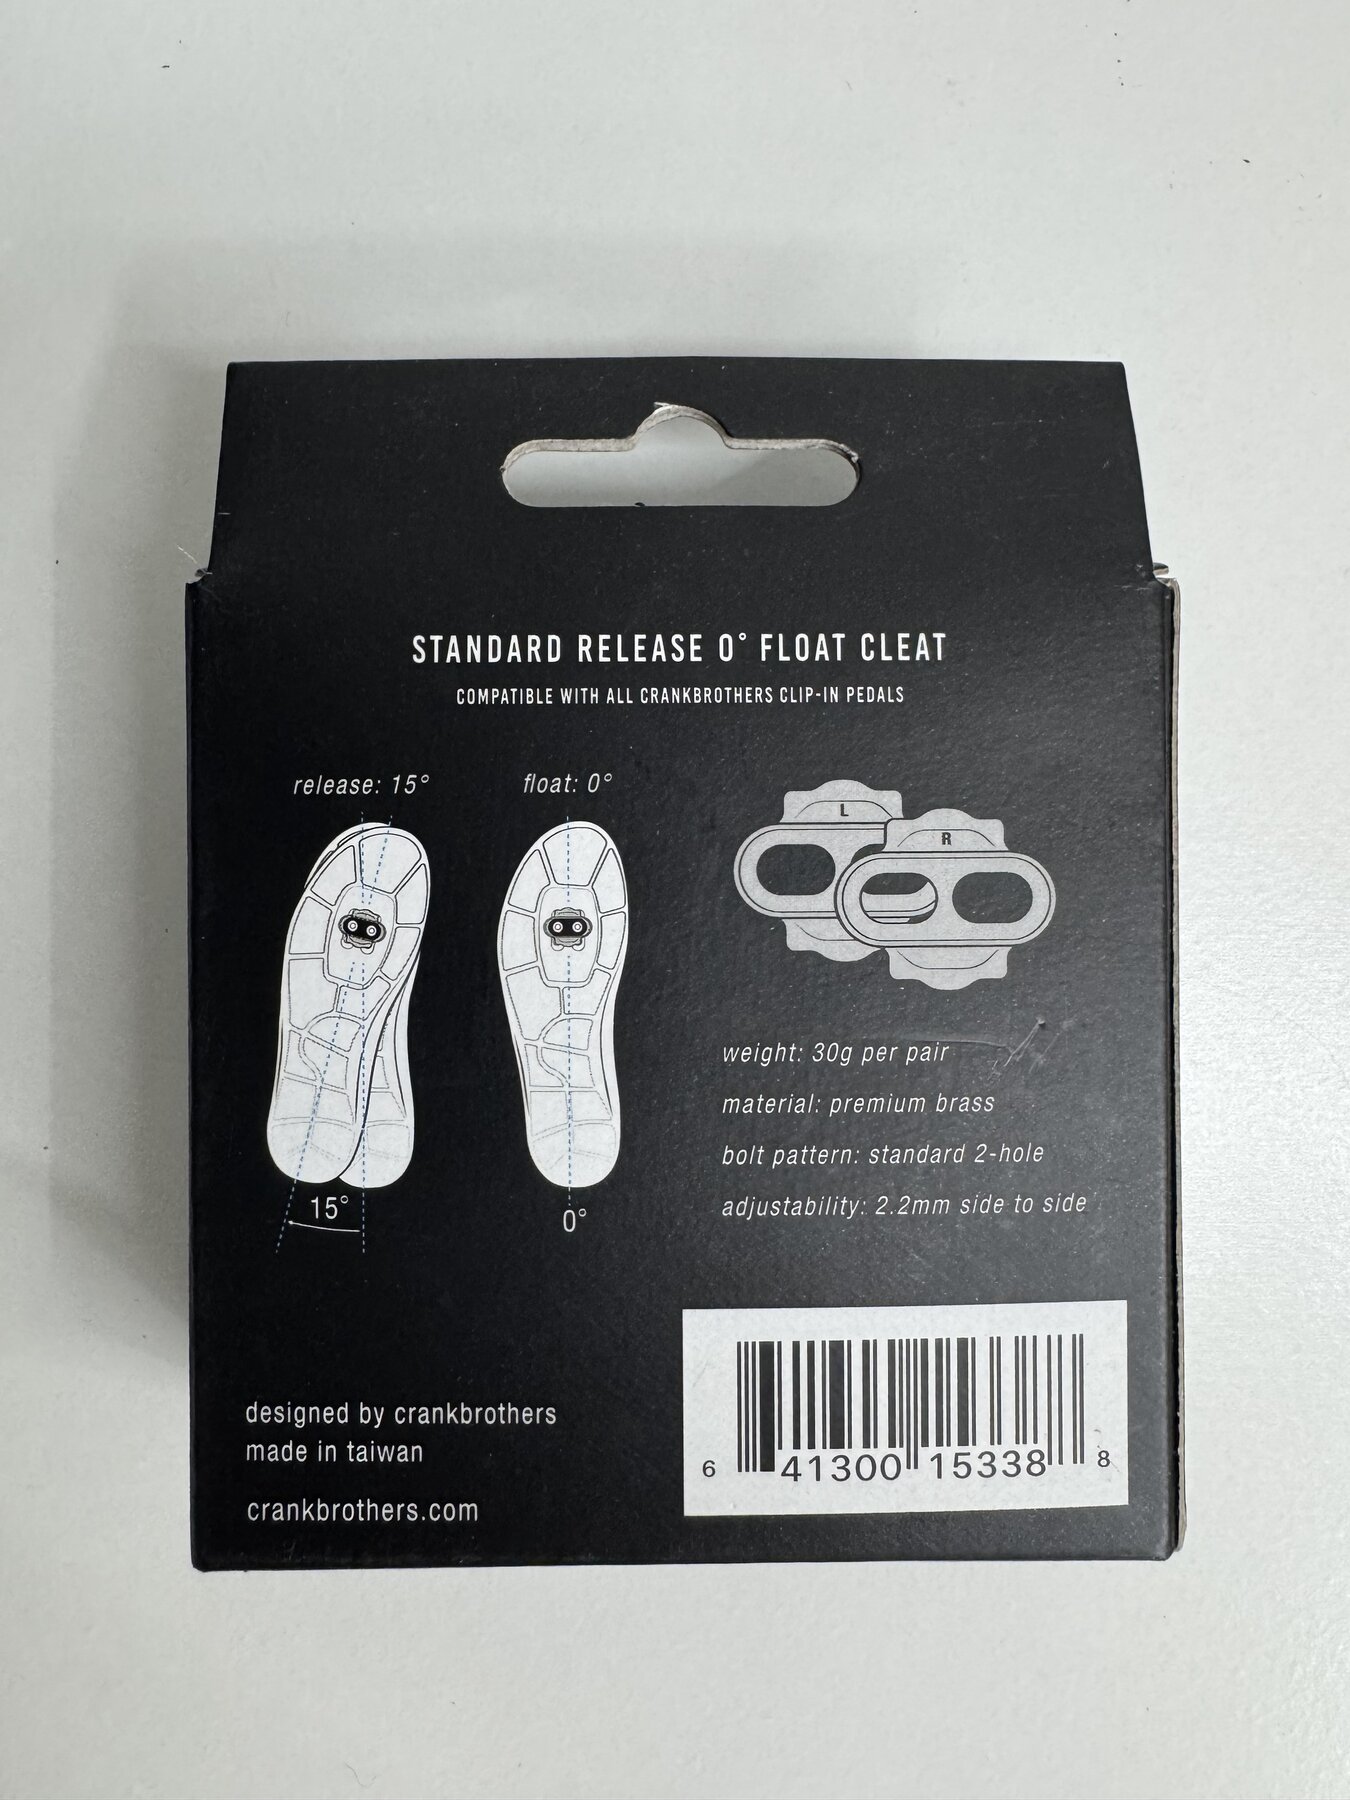 STANDARD RELEASE 0° FLOAT CLEAT
COMPATIBLE WITH ALL CRANKBROTHERS CLIP-IN PEDALS
release: 15°
float: 0°
L
R
15°
0°
weight: 30g per pair
material: premium brass
bolt pattern: standard 2-hole
adjustability: 2.2mm side to side
designed by crankbrothers
made in taiwan
crankbrothers.com
6 41300 15338 8